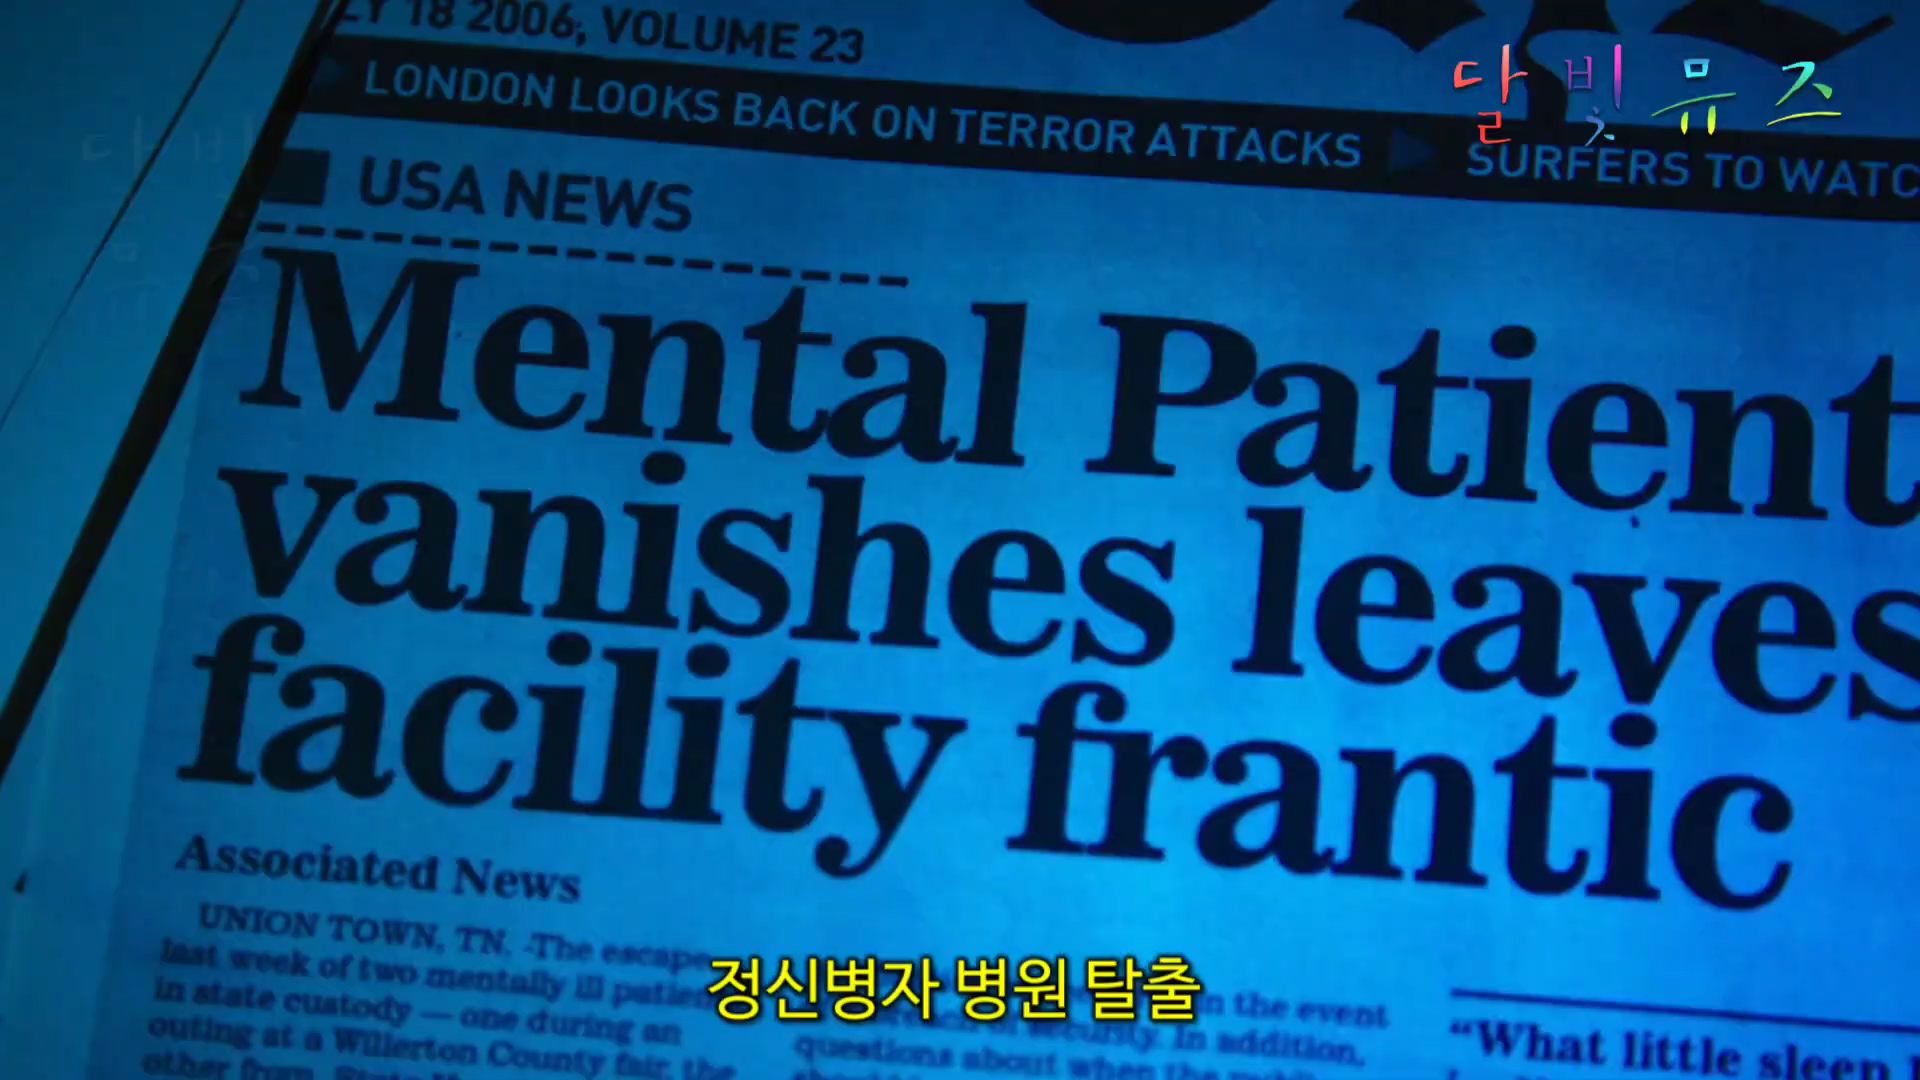 18 2006, VOLUME 23
달빛뮤즈
LONDON LOOKS BACK ON TERROR ATTACKS
SURFERS TO
USA NEWS
Mental Patient
vanishes leaves
facility frantic
Associated News
UNION TOWN, TN. -The escape
last week of two mentally ill
in state custody — one during an
outing at a Willerton County fair, the
other from
in the event
security. In addition,
questions about when the
"What little sleep
정신병자 병원 탈출